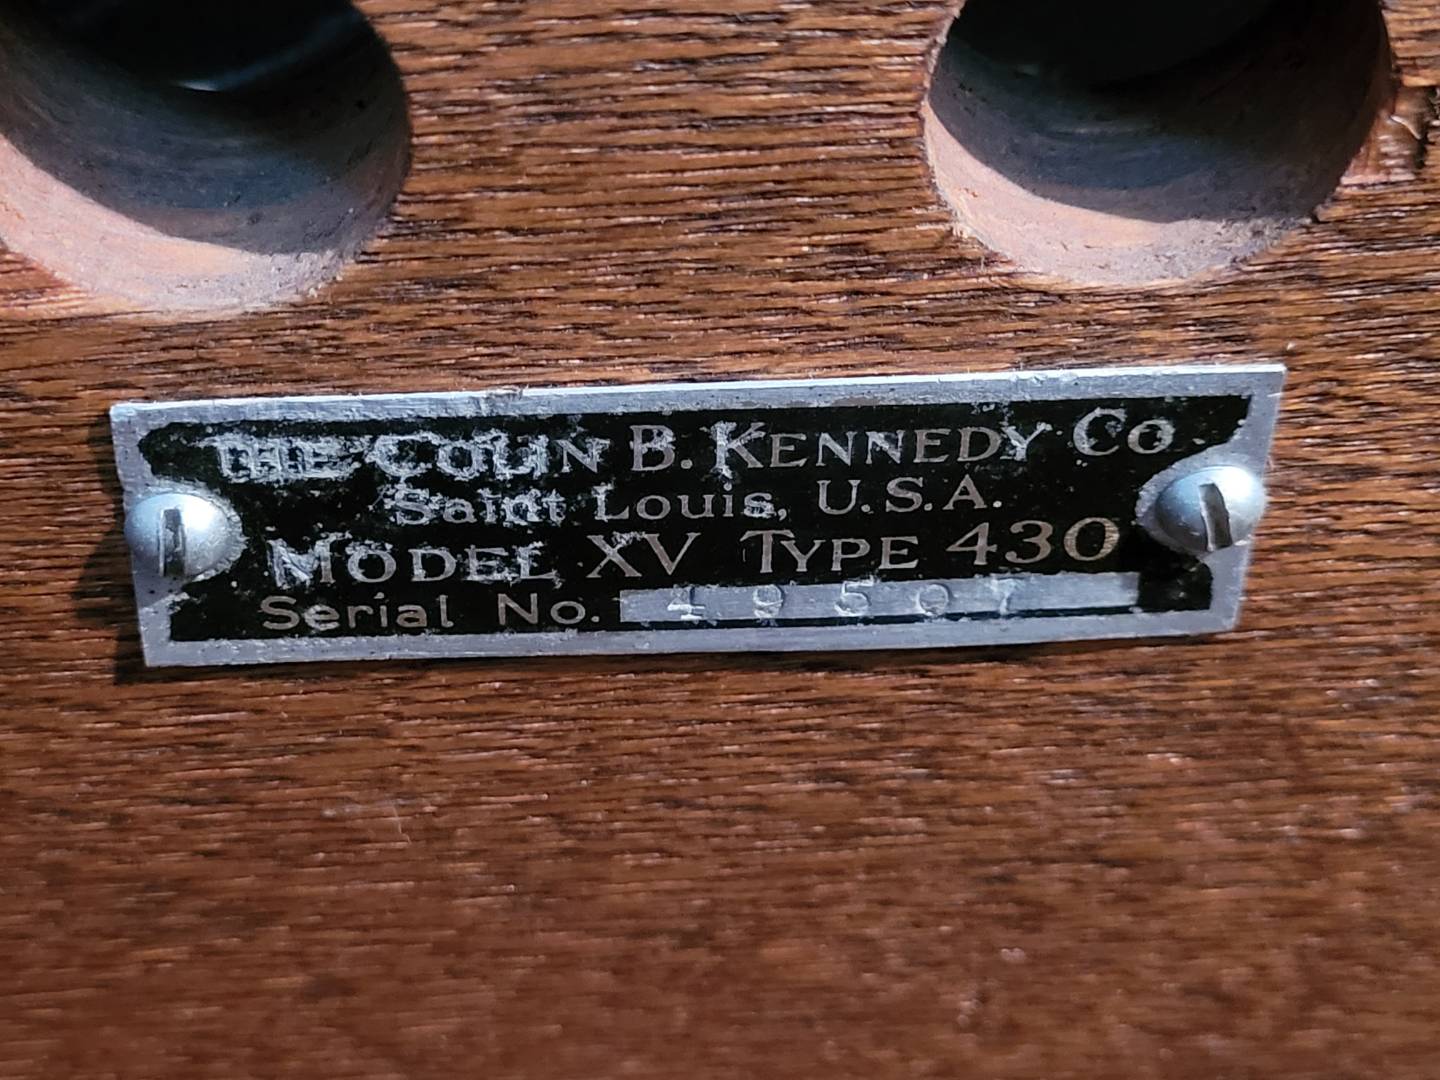 THE COLIN B. KENNEDY CO.
Saint Louis, U.S.A.
MODEL XV TYPE 430
Serial No. 49507